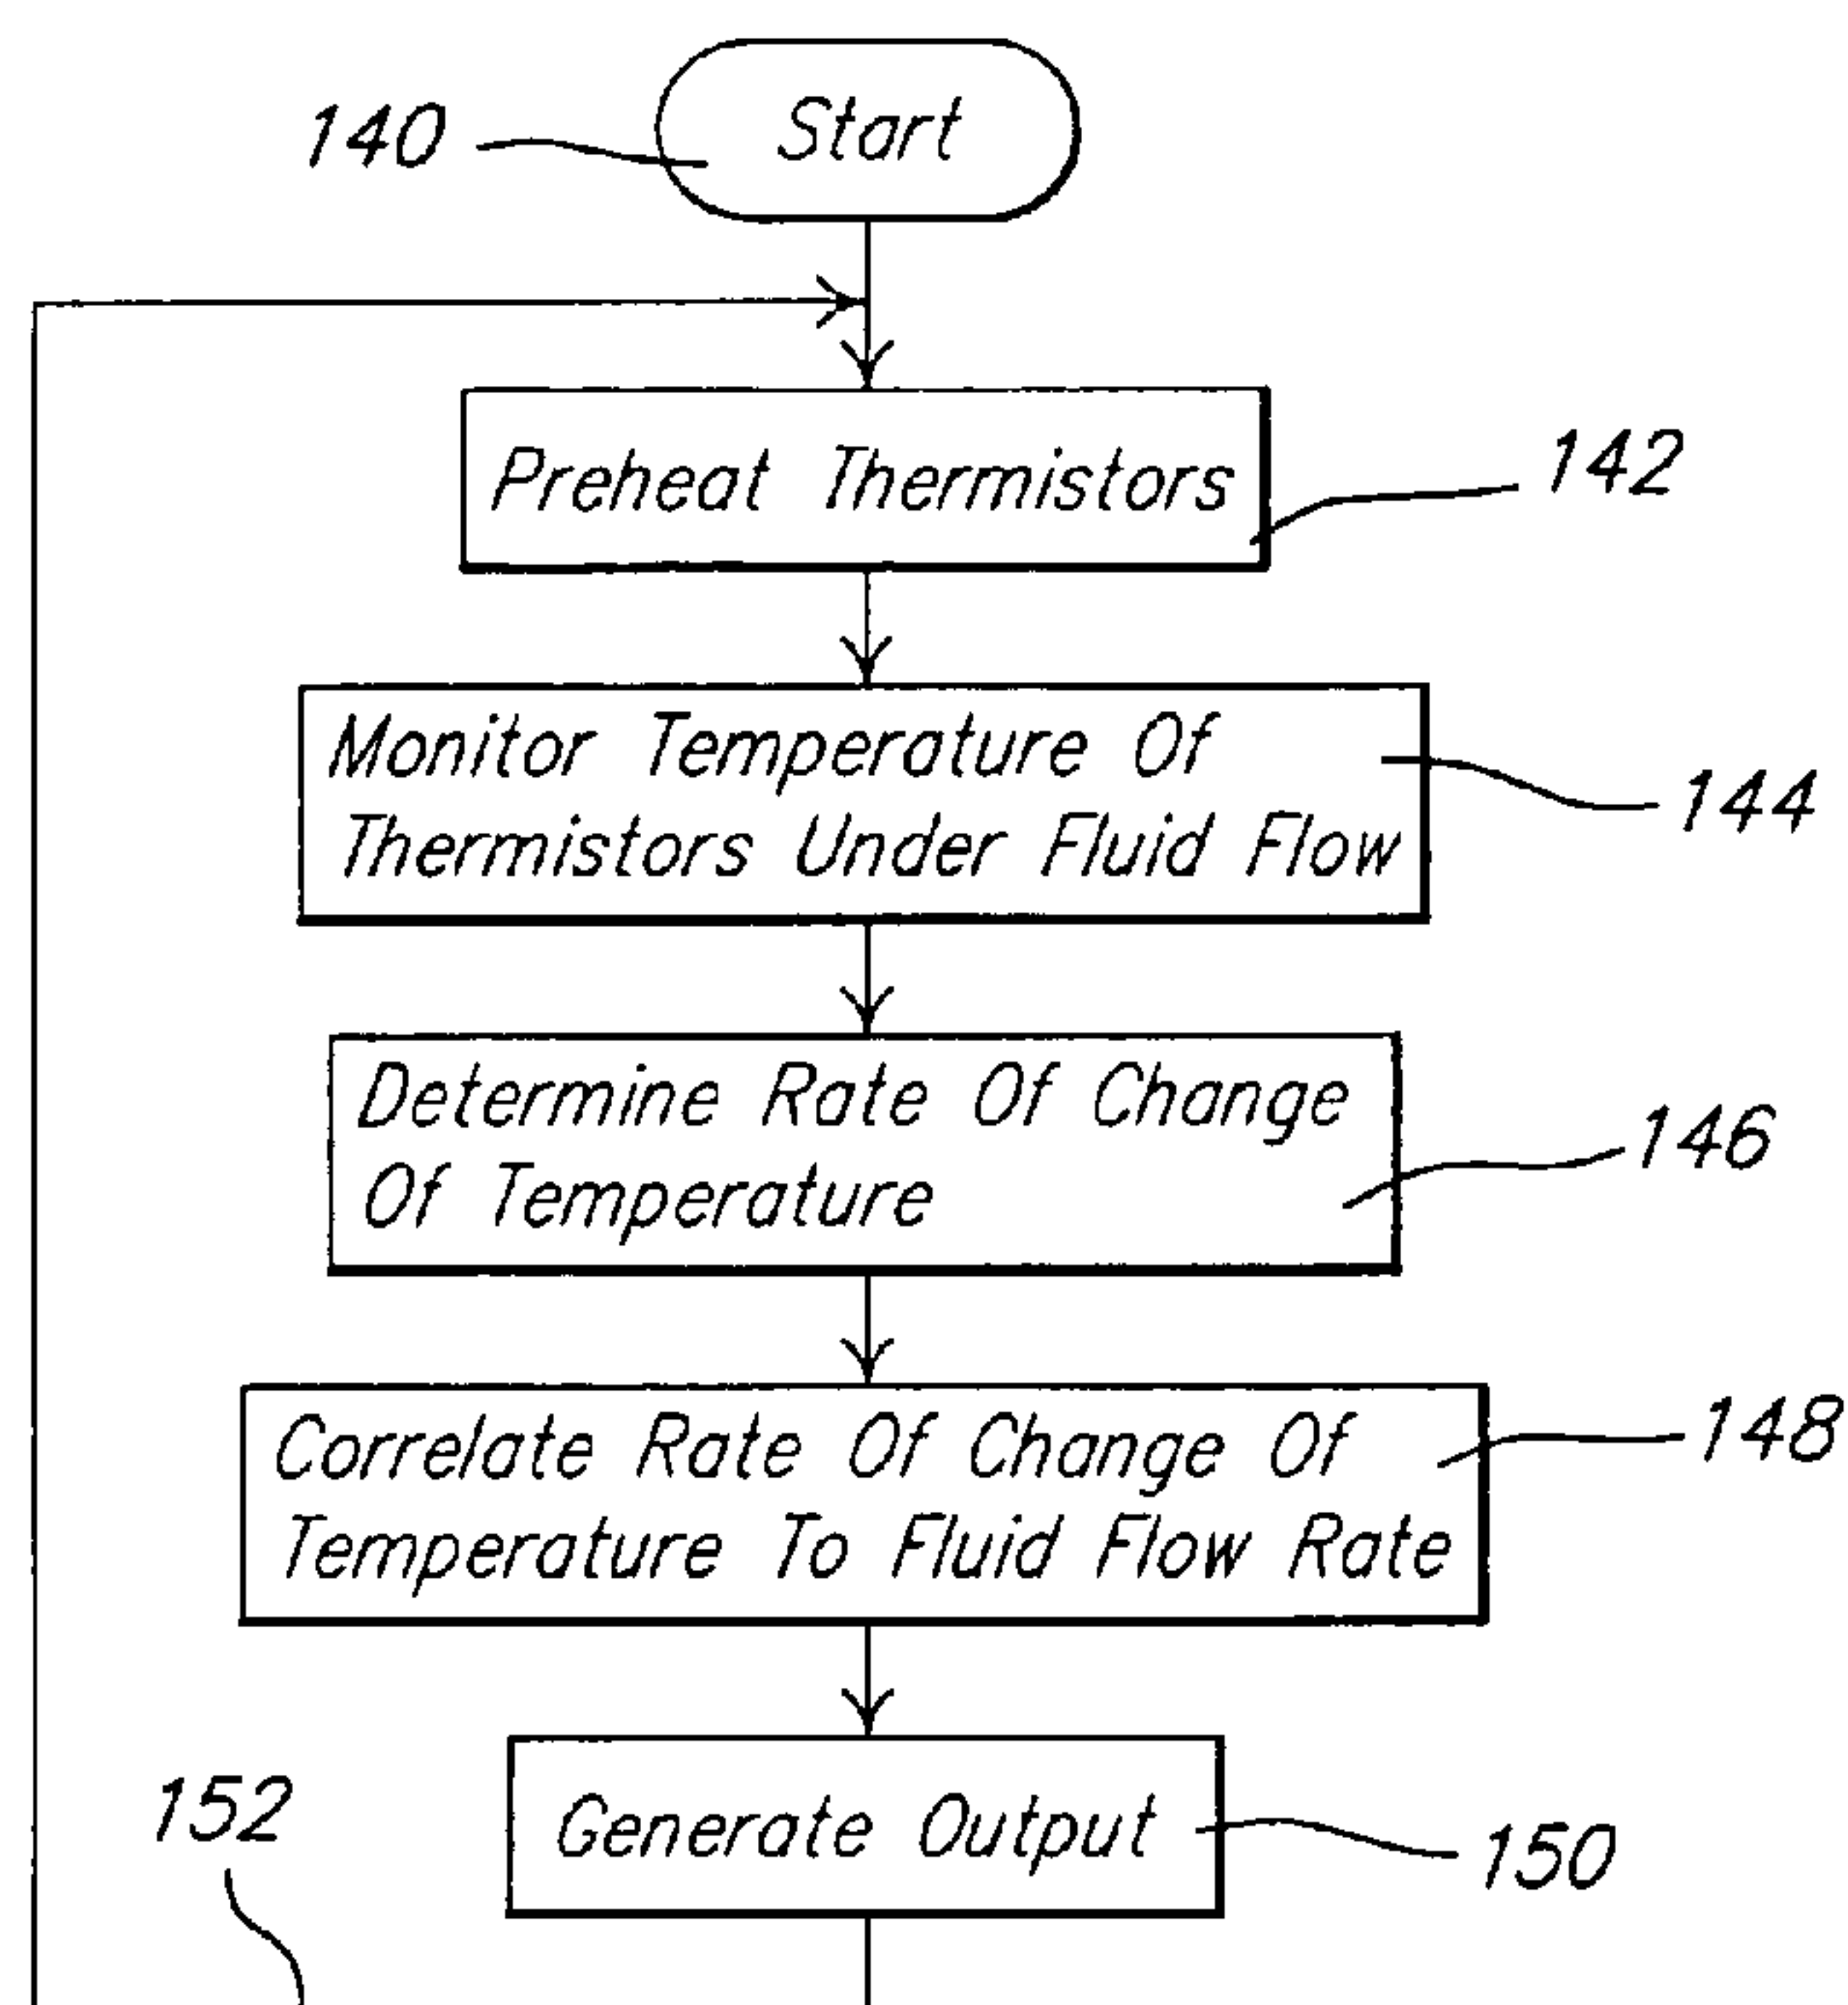 140
Start
Preheat Thermistors
142
Monitor Temperature Of
Thermistors Under Fluid Flow
144
Determine Rate Of Change
Of Temperature
146
Correlate Rate Of Change Of
Temperature To Fluid Flow Rate
148
Generate Output
150
152